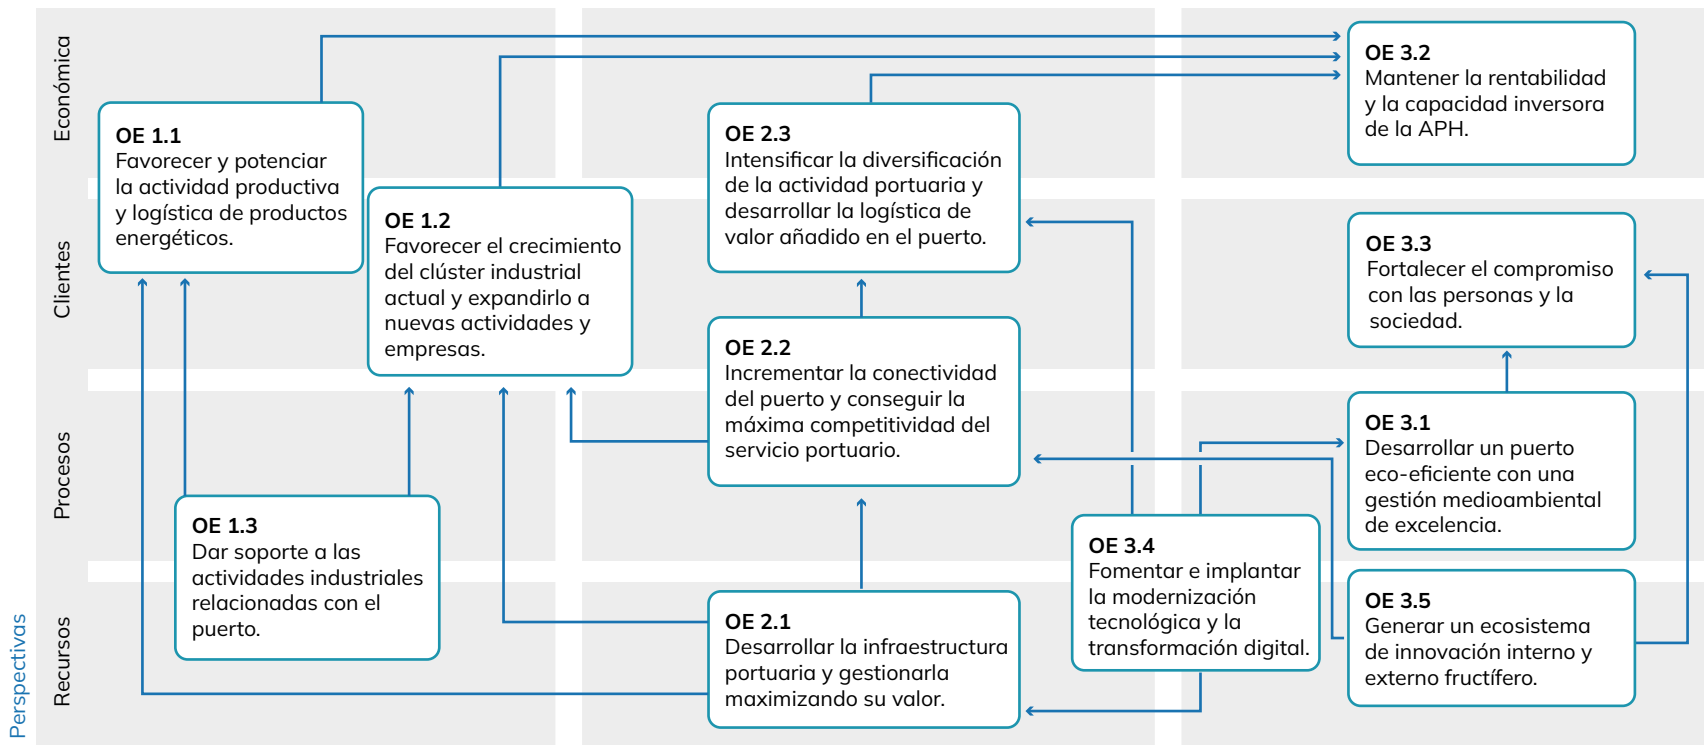 Perspectivas
Económica
Clientes
Procesos
Recursos
OE 1.1
Favorecer y potenciar
la actividad productiva
y logística de productos
energéticos.
OE 1.2
Favorecer el crecimiento
del clúster industrial
actual y expandirlo a
nuevas actividades y
empresas.
OE 1.3
Dar soporte a las
actividades industriales
relacionadas con el
puerto.
OE 2.3
Intensificar la diversificación
de la actividad portuaria y
desarrollar la logística de
valor añadido en el puerto.
OE 2.2
Incrementar la conectividad
del puerto y conseguir la
máxima competitividad del
servicio portuario.
OE 2.1
Desarrollar la infraestructura
portuaria y gestionarla
maximizando su valor.
OE 3.2
Mantener la rentabilidad
y la capacidad inversora
de la APH.
OE 3.3
Fortalecer el compromiso
con las personas y la
sociedad.
OE 3.1
Desarrollar un puerto
eco-eficiente con una
gestión medioambiental
de excelencia.
OE 3.4
Fomentar e implantar
la modernización
tecnológica y la
transformación digital.
OE 3.5
Generar un ecosistema
de innovación interno y
externo fructífero.